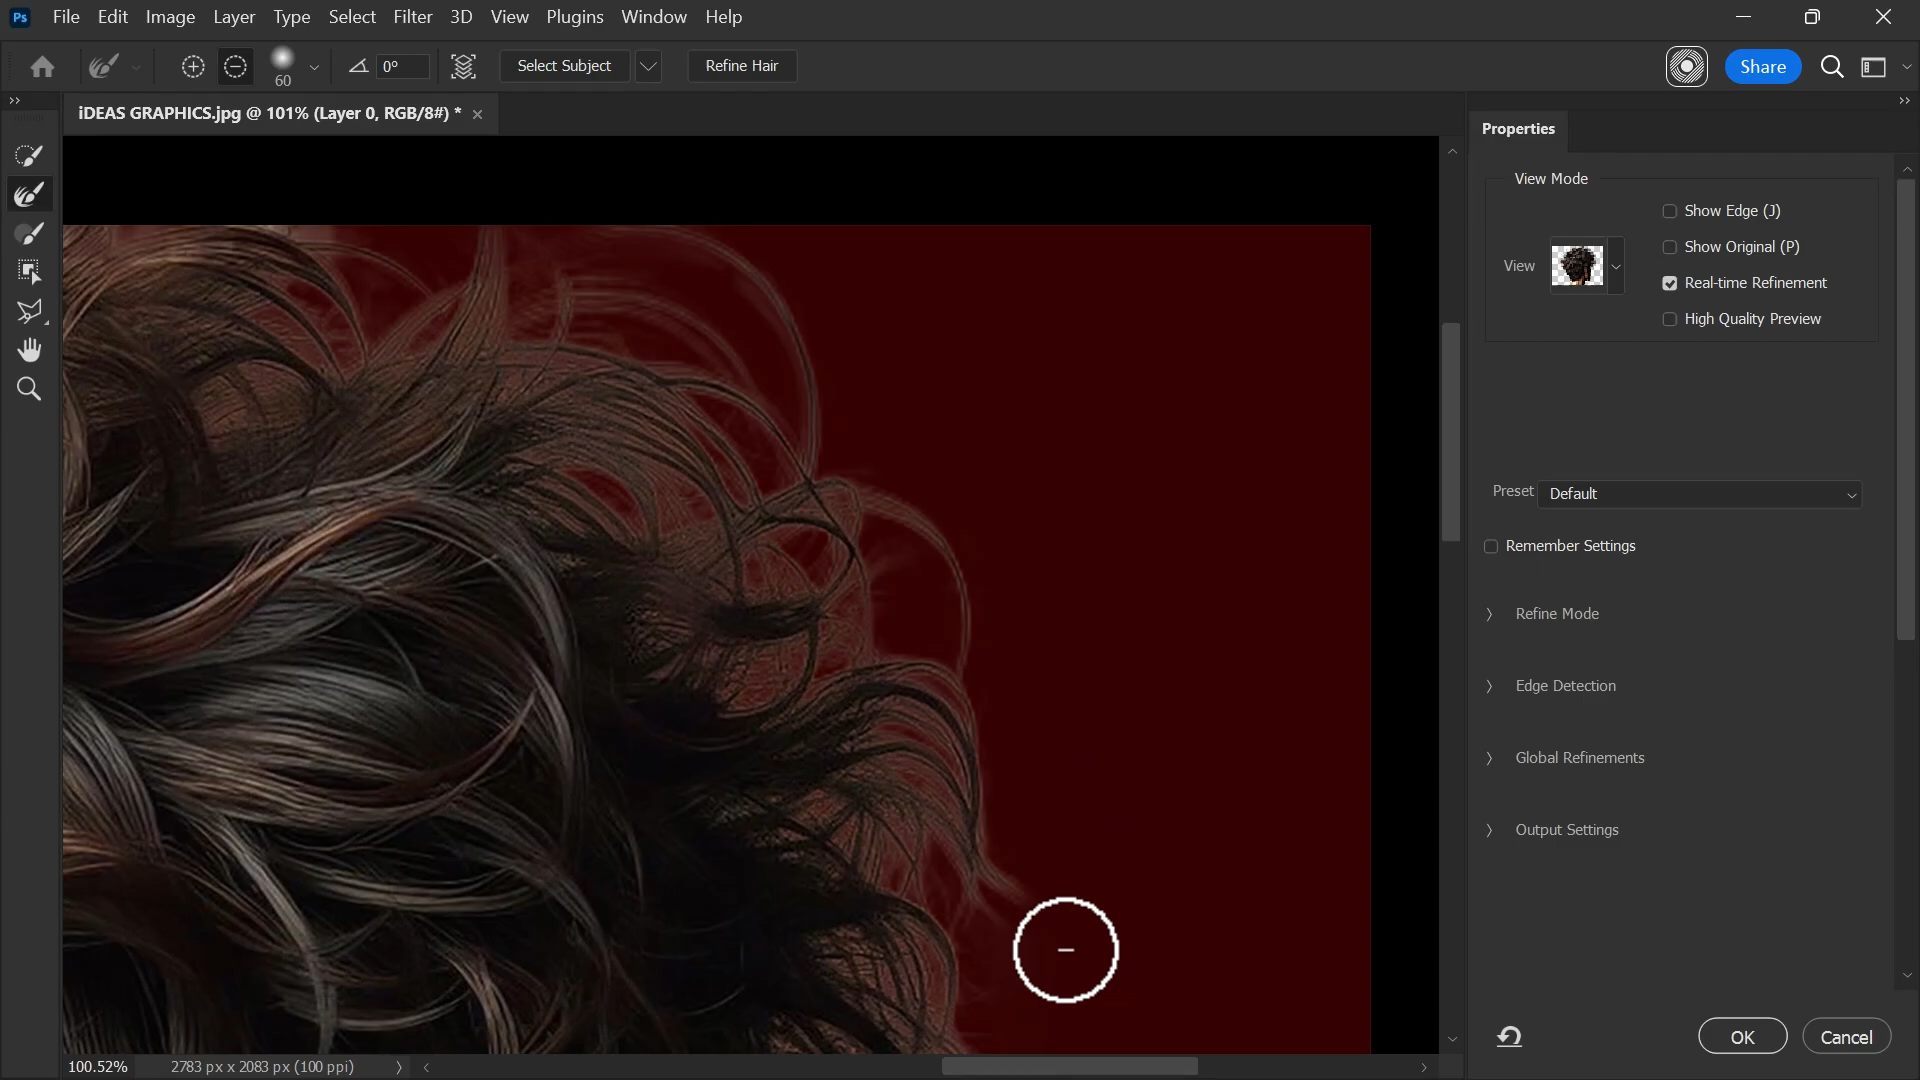 Ps File Edit Image Layer Type Select Filter 3D View Plugins Window Help
60 0° Select Subject Refine Hair Share
iDEAS GRAPHICS.jpg @ 101% (Layer 0, RGB/8#) *
Properties
View Mode
Show Edge (J)
Show Original (P)
View
Real-time Refinement
High Quality Preview
Preset Default
Remember Settings
Refine Mode
Edge Detection
Global Refinements
Output Settings
OK Cancel
100.52% 2783 px x 2083 px (100 ppi)